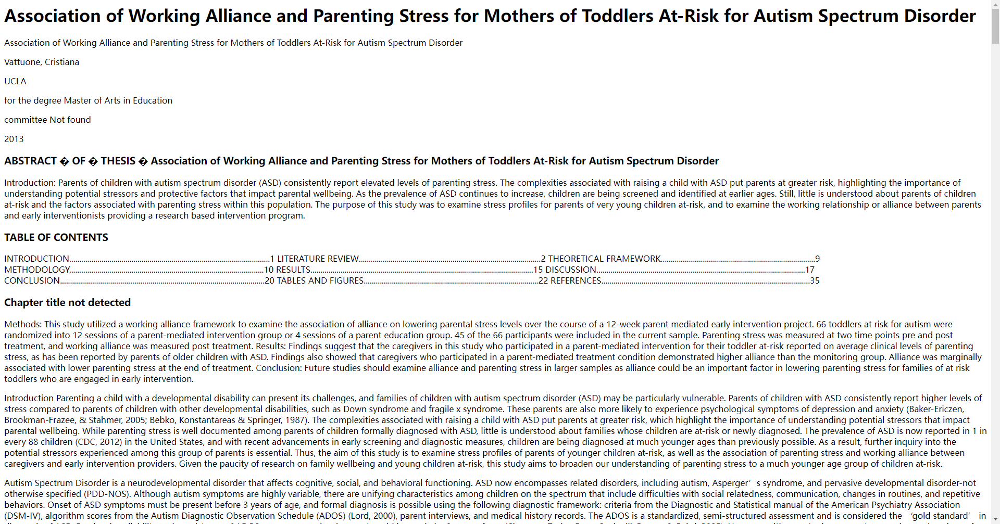 Association of Working Alliance and Parenting Stress for Mothers of Toddlers At-Risk for Autism Spectrum Disorder
Association of Working Alliance and Parenting Stress for Mothers of Toddlers At-Risk for Autism Spectrum Disorder
Vattuone, Cristiana
UCLA
for the degree Master of Arts in Education
committee Not found
2013
ABSTRACT � OF � THESIS � Association of Working Alliance and Parenting Stress for Mothers of Toddlers At-Risk for Autism Spectrum Disorder
Introduction: Parents of children with autism spectrum disorder (ASD) consistently report elevated levels of parenting stress. The complexities associated with raising a child with ASD put parents at greater risk, highlighting the importance of
understanding potential stressors and protective factors that impact parental wellbeing. As the prevalence of ASD continues to increase, children are being screened and identified at earlier ages. Still, little is understood about parents of children
at-risk and the factors associated with parenting stress within this population. The purpose of this study was to examine stress profiles for parents of very young children at-risk, and to examine the working relationship or alliance between parents
and early interventionists providing a research based intervention program.
TABLE OF CONTENTS
INTRODUCTION....................................................................................................1 LITERATURE REVIEW...........................................................................................2 THEORETICAL FRAMEWORK.............................................................................9
METHODOLOGY.................................................................................................10 RESULTS...............................................................................................................15 DISCUSSION........................................................................................................17
CONCLUSION......................................................................................................20 TABLES AND FIGURES.......................................................................................22 REFERENCES........................................................................................................35
Chapter title not detected
Methods: This study utilized a working alliance framework to examine the association of alliance on lowering parental stress levels over the course of a 12-week parent mediated early intervention project. 66 toddlers at risk for autism were
randomized into 12 sessions of a parent-mediated intervention group or 4 sessions of a parent education group. 45 of the 66 participants were included in the current sample. Parenting stress was measured at two time points pre and post
treatment, and working alliance was measured post treatment. Results: Findings suggest that the caregivers in this study who participated in a parent-mediated intervention for their toddler at-risk reported on average clinical levels of parenting
stress, as has been reported by parents of older children with ASD. Findings also showed that caregivers who participated in a parent-mediated treatment condition demonstrated higher alliance than the monitoring group. Alliance was marginally
associated with lower parenting stress at the end of treatment. Conclusion: Future studies should examine alliance and parenting stress in larger samples as alliance could be an important factor in lowering parenting stress for families of at risk
toddlers who are engaged in early intervention.
Introduction Parenting a child with a developmental disability can present its challenges, and families of children with autism spectrum disorder (ASD) may be particularly vulnerable. Parents of children with ASD consistently report higher levels of
stress compared to parents of children with other developmental disabilities, such as Down syndrome and fragile x syndrome. These parents are also more likely to experience psychological symptoms of depression and anxiety (Baker-Ericzen,
Brookman-Frazee, & Stahmer, 2005; Bebko, Konstantareas & Springer, 1987). The complexities associated with raising a child with ASD put parents at greater risk, which highlight the importance of understanding potential stressors that impact
parental wellbeing. While parenting stress is well documented among parents of children formally diagnosed with ASD, little is understood about families whose children are at-risk or newly diagnosed. The prevalence of ASD is now reported in 1 in
every 88 children (CDC, 2012) in the United States, and with recent advancements in early screening and diagnostic measures, children are being diagnosed at much younger ages than previously possible. As a result, further inquiry into the
potential stressors experienced among this group of parents is essential. Thus, the aim of this study is to examine stress profiles of parents of younger children at-risk, as well as the association of parenting stress and working alliance between
caregivers and early intervention providers. Given the paucity of research on family wellbeing and young children at-risk, this study aims to broaden our understanding of parenting stress to a much younger age group of children at-risk.
Autism Spectrum Disorder is a neurodevelopmental disorder that affects cognitive, social, and behavioral functioning. ASD now encompasses related disorders, including autism, Asperger’s syndrome, and pervasive developmental disorder-not
otherwise specified (PDD-NOS). Although autism symptoms are highly variable, there are unifying characteristics among children on the spectrum that include difficulties with social relatedness, communication, changes in routines, and repetitive
behaviors. Onset of ASD symptoms must be present before 3 years of age, and formal diagnosis is possible using the following diagnostic framework: criteria from the Diagnostic and Statistical manual of the American Psychiatry Association
(DSM-IV), algorithm scores from the Autism Diagnostic Observation Schedule (ADOS) (Lord, 2000), parent interviews, and medical history records. The ADOS is a standardized, semi-structured assessment and is considered the ‘gold standard’ in